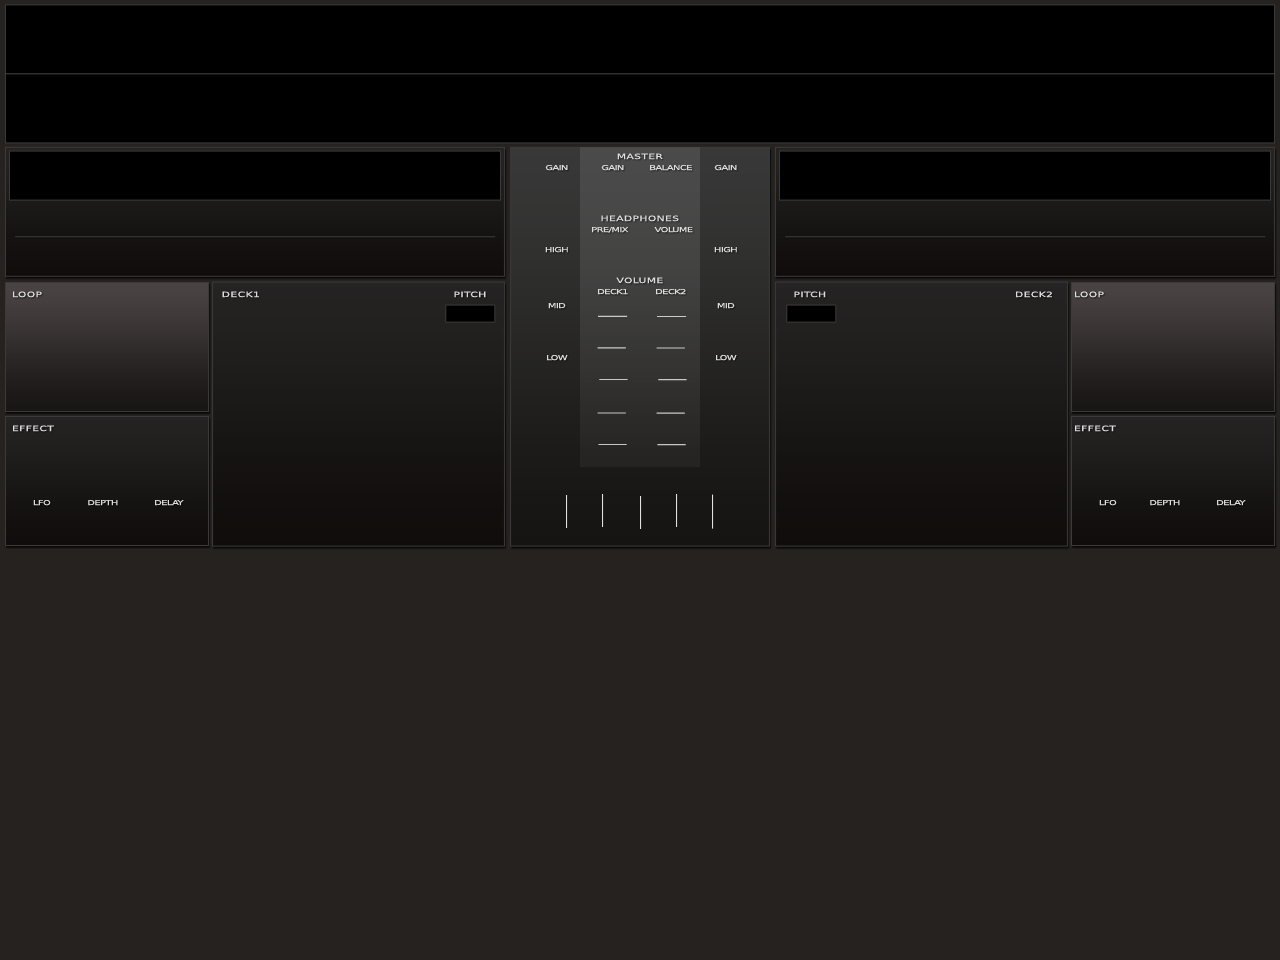 MASTER
GAIN GAIN BALANCE GAIN
HEADPHONES
PRE/MIX VOLUME
HIGH HIGH
VOLUME
DECK1 DECK2
MID MID
LOW LOW
LOOP
DECK1 PITCH
PITCH DECK2
LOOP
EFFECT
LFO DEPTH DELAY
EFFECT
LFO DEPTH DELAY